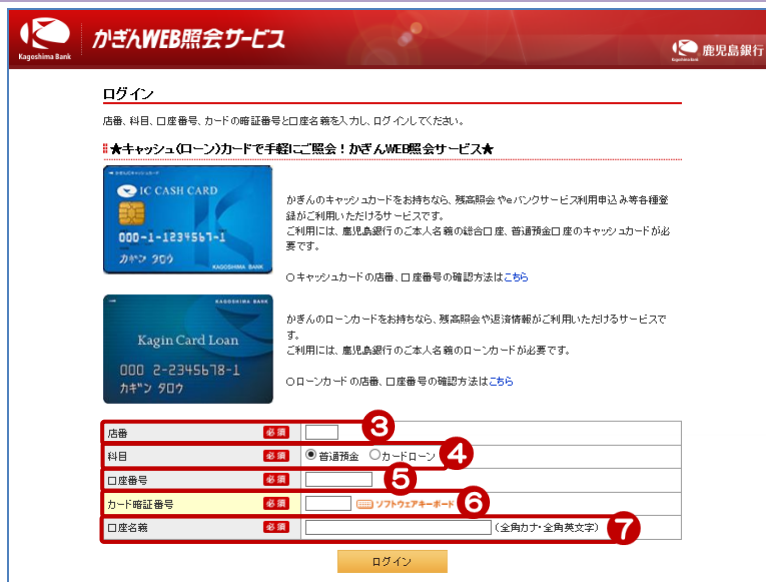 Kagoshima Bank
かぎんWEB照会サービス
Kagoshima Bank
鹿児島銀行
ログイン
店番、科目、口座番号、カードの暗証番号と口座名義を入力し、ログインしてください。
★キャッシュ(ローン)カードで手軽にご照会！かぎんWEB照会サービス★
IC CASH CARD
000-1-1234567-1
カギン タロウ
KAGOSHIMA BANK
かぎんのキャッシュカードをお持ちなら、残高照会やeバンクサービス利用申込み等各種登
録がご利用いただけるサービスです。
ご利用には、鹿児島銀行のご本人名義の総合口座、普通預金口座のキャッシュカードが必
要です。
○キャッシュカードの店番、口座番号の確認方法はこちら
KAGOSHIMA BANK
Kagin Card Loan
000 2-2345678-1
カギン タロウ
かぎんのローンカードをお持ちなら、残高照会や返済情報がご利用いただけるサービスで
す。
ご利用には、鹿児島銀行のご本人名義のローンカードが必要です。
○ローンカードの店番、口座番号の確認方法はこちら
店番 必須 3
科目 必須 普通預金 カードローン 4
口座番号 必須 5
カード暗証番号 必須 ソフトウェアキーボード 6
口座名義 必須 (全角カナ・全角英文字) 7
ログイン